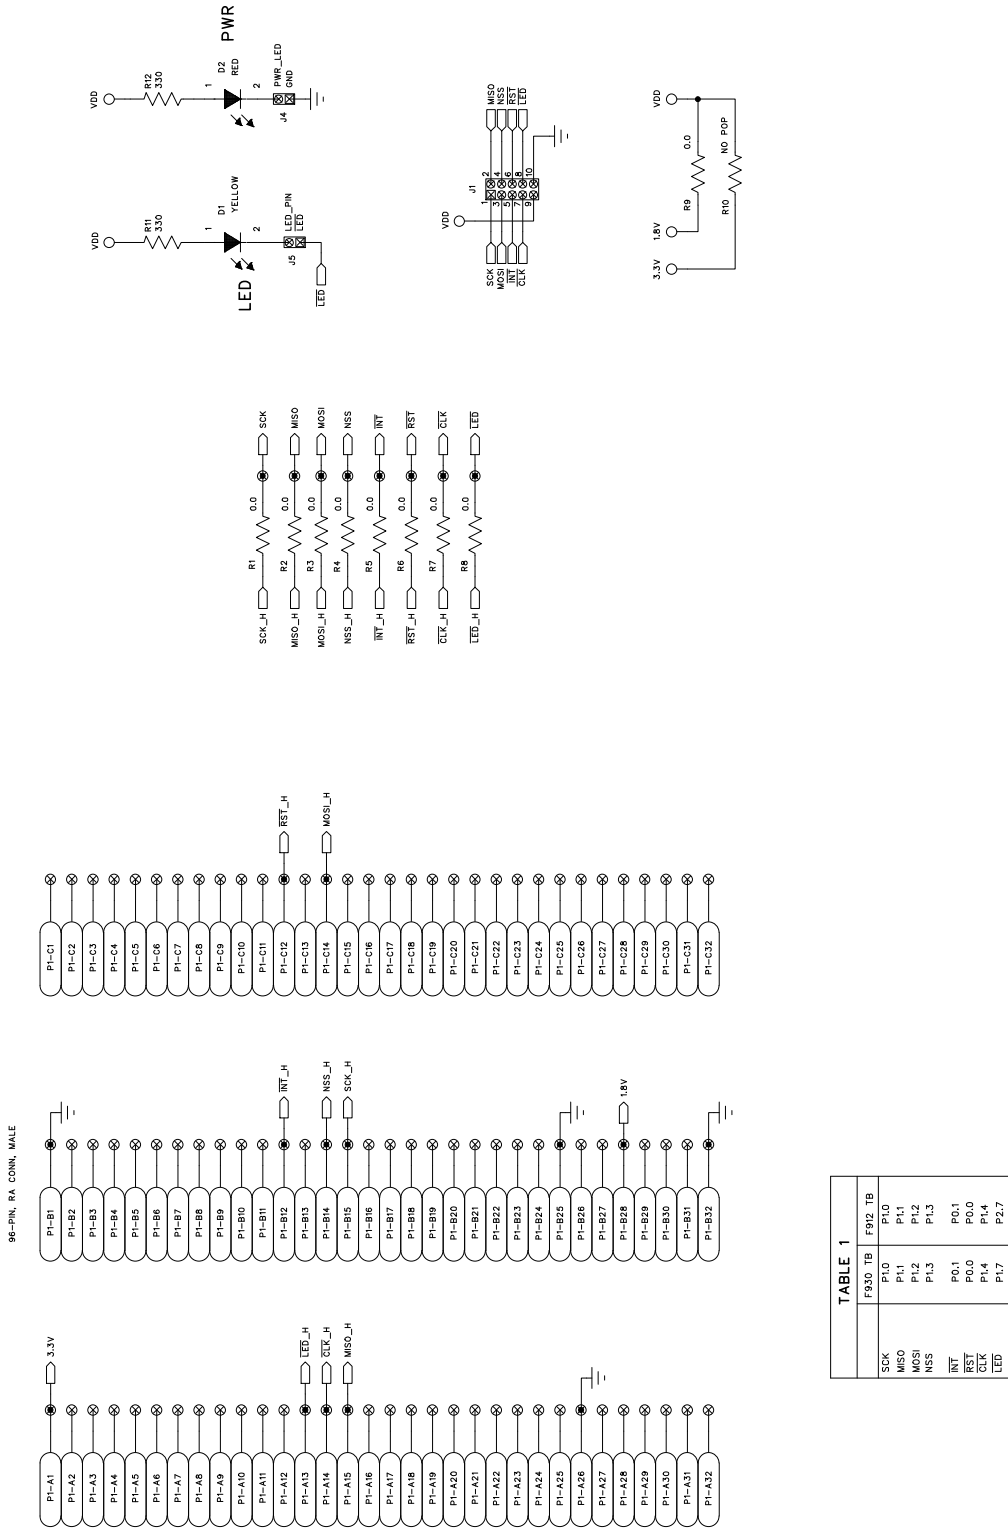 96-PIN, RA CONN, MALE
P1-A1
P1-A2
P1-A3
P1-A4
P1-A5
P1-A6
P1-A7
P1-A8
P1-A9
P1-A10
P1-A11
P1-A12
P1-A13
P1-A14
P1-A15
P1-A16
P1-A17
P1-A18
P1-A19
P1-A20
P1-A21
P1-A22
P1-A23
P1-A24
P1-A25
P1-A26
P1-A27
P1-A28
P1-A29
P1-A30
P1-A31
P1-A32
3.3V
LED_H
CLK_H
MISO_H
P1-B1
P1-B2
P1-B3
P1-B4
P1-B5
P1-B6
P1-B7
P1-B8
P1-B9
P1-B10
P1-B11
P1-B12
P1-B13
P1-B14
P1-B15
P1-B16
P1-B17
P1-B18
P1-B19
P1-B20
P1-B21
P1-B22
P1-B23
P1-B24
P1-B25
P1-B26
P1-B27
P1-B28
P1-B29
P1-B30
P1-B31
P1-B32
INT_H
NSS_H
SCK_H
1.8V
P1-C1
P1-C2
P1-C3
P1-C4
P1-C5
P1-C6
P1-C7
P1-C8
P1-C9
P1-C10
P1-C11
P1-C12
P1-C13
P1-C14
P1-C15
P1-C16
P1-C17
P1-C18
P1-C19
P1-C20
P1-C21
P1-C22
P1-C23
P1-C24
P1-C25
P1-C26
P1-C27
P1-C28
P1-C29
P1-C30
P1-C31
P1-C32
RST_H
MOSI_H
SCK_H R1 0.0 SCK
MISO_H R2 0.0 MISO
MOSI_H R3 0.0 MOSI
NSS_H R4 0.0 NSS
INT_H R5 0.0 INT
RST_H R6 0.0 RST
CLK_H R7 0.0 CLK
LED_H R8 0.0 LED
VDD
R11
330
D1
YELLOW
1
2
LED
LED_PIN
LED
J5
LED
VDD
R12
330
D2
RED
1
2
PWR
PWR_LED
GND
J4
VDD
J1
SCK 1 2 MISO
MOSI 3 4 NSS
INT 5 6 RST
CLK 7 8 LED
9 10
3.3V
1.8V
R9 0.0
R10 NO POP
VDD
TABLE 1
F930 TB F912 TB
SCK P1.0 P1.0
MISO P1.1 P1.1
MOSI P1.2 P1.2
NSS P1.3 P1.3
INT P0.1 P0.1
RST P0.0 P0.0
CLK P1.4 P1.4
LED P1.7 P2.7